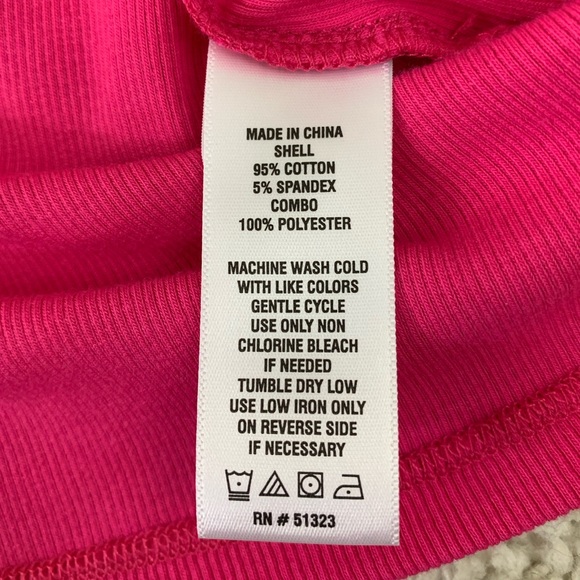 MADE IN CHINA
SHELL
95% COTTON
5% SPANDEX
COMBO
100% POLYESTER
MACHINE WASH COLD
WITH LIKE COLORS
GENTLE CYCLE
USE ONLY NON
CHLORINE BLEACH
IF NEEDED
TUMBLE DRY LOW
USE LOW IRON ONLY
ON REVERSE SIDE
IF NECESSARY
RN # 51323